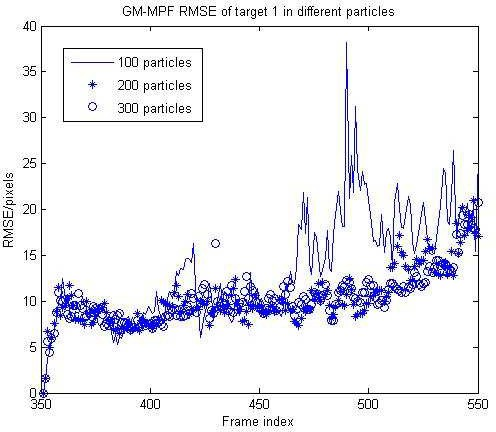 GM-MPF RMSE of target 1 in different particles
40
35
30
25
20
15
10
5
0
RMSE/pixels
100 particles
200 particles
300 particles
350
400
450
500
550
Frame index